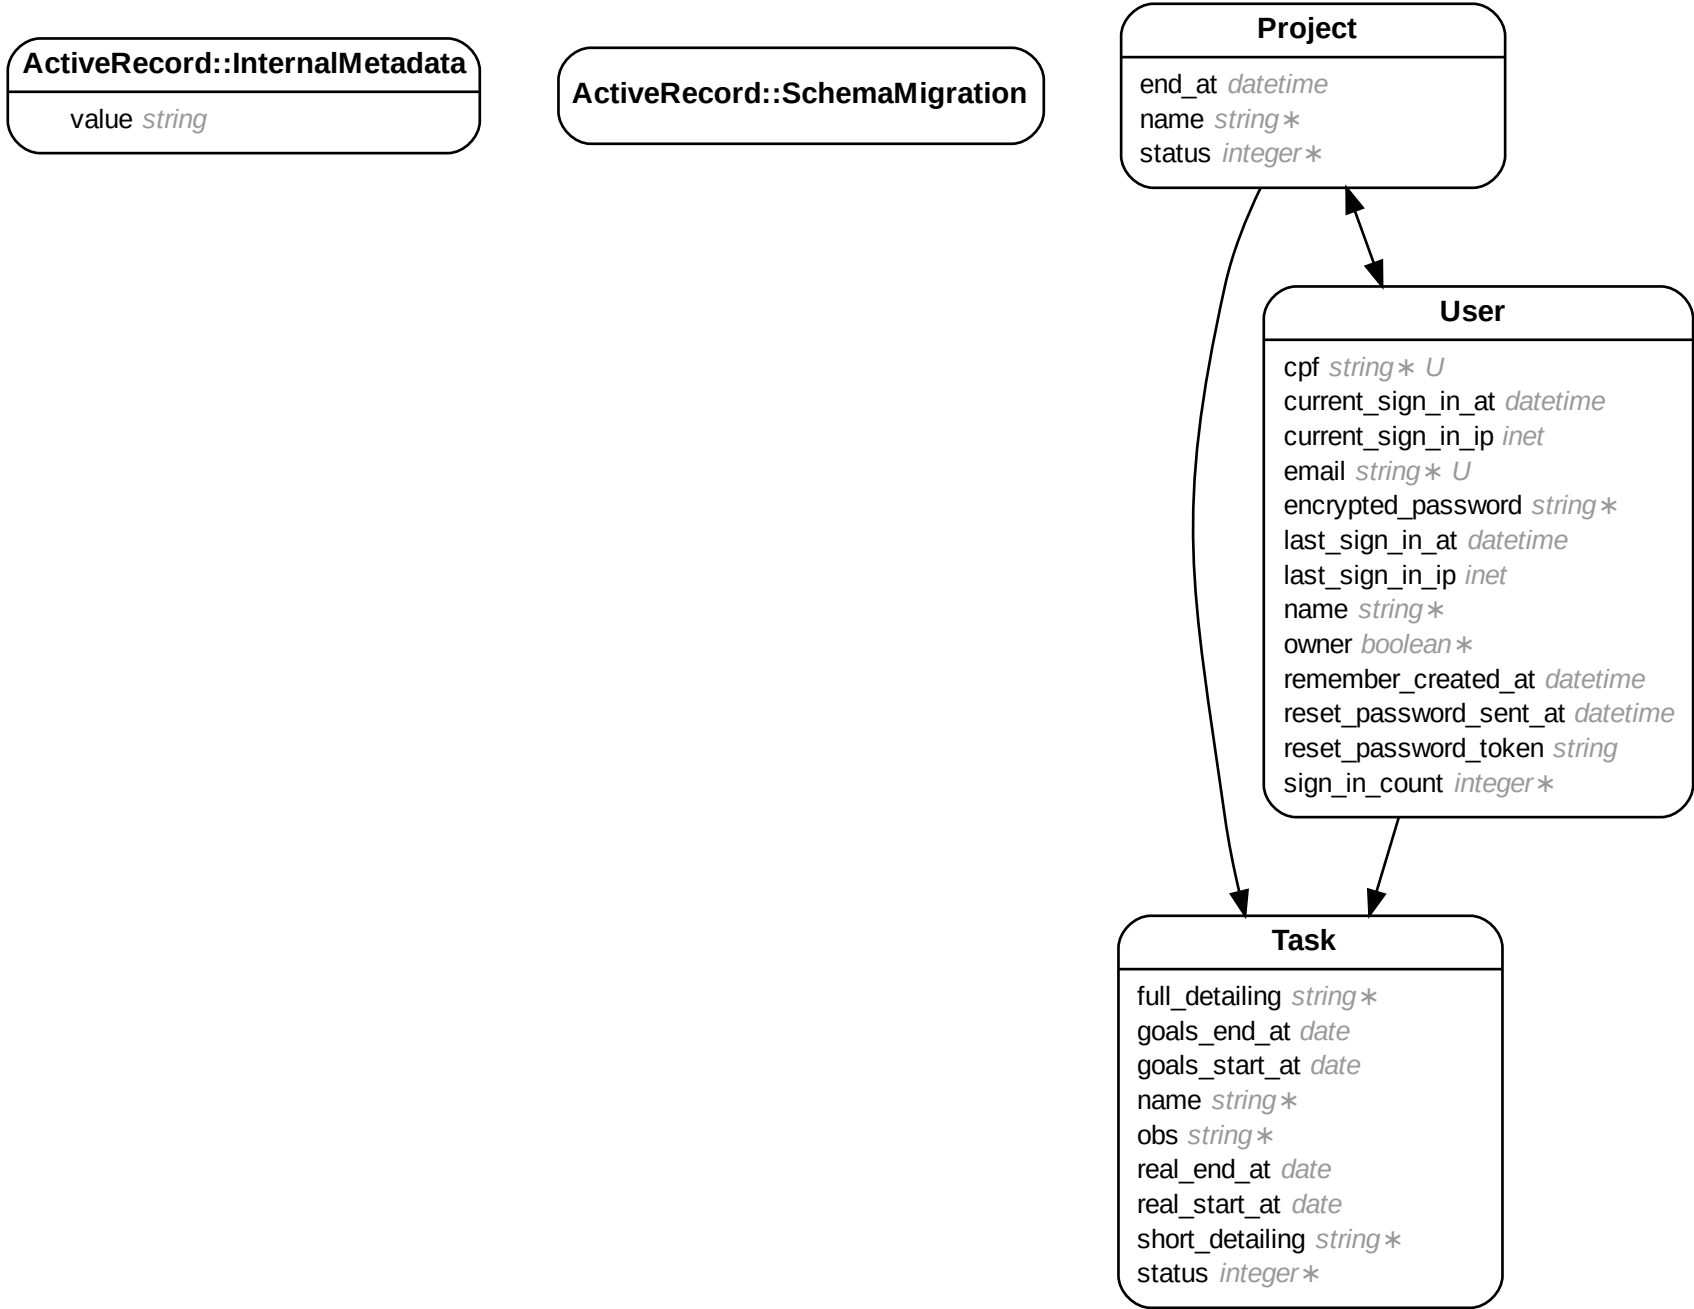 ActiveRecord::InternalMetadata
value string
ActiveRecord::SchemaMigration
Project
end_at datetime
name string∗
status integer∗
User
cpf string∗ U
current_sign_in_at datetime
current_sign_in_ip inet
email string∗ U
encrypted_password string∗
last_sign_in_at datetime
last_sign_in_ip inet
name string∗
owner boolean∗
remember_created_at datetime
reset_password_sent_at datetime
reset_password_token string
sign_in_count integer∗
Task
full_detailing string∗
goals_end_at date
goals_start_at date
name string∗
obs string∗
real_end_at date
real_start_at date
short_detailing string∗
status integer∗